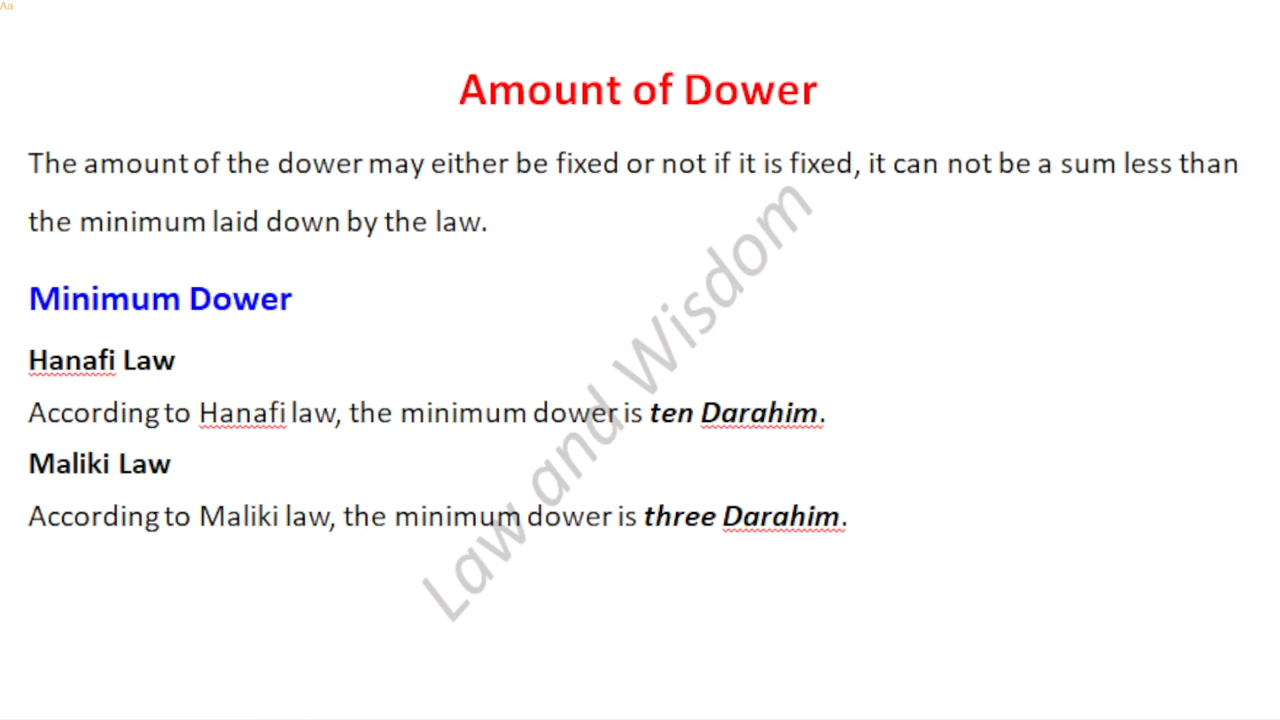 Aa
Amount of Dower
The amount of the dower may either be fixed or not if it is fixed, it can not be a sum less than
the minimum laid down by the law.
Minimum Dower
Hanafi Law
According to Hanafi law, the minimum dower is ten Darahim.
Maliki Law
According to Maliki law, the minimum dower is three Darahim.
Law and Wisdom